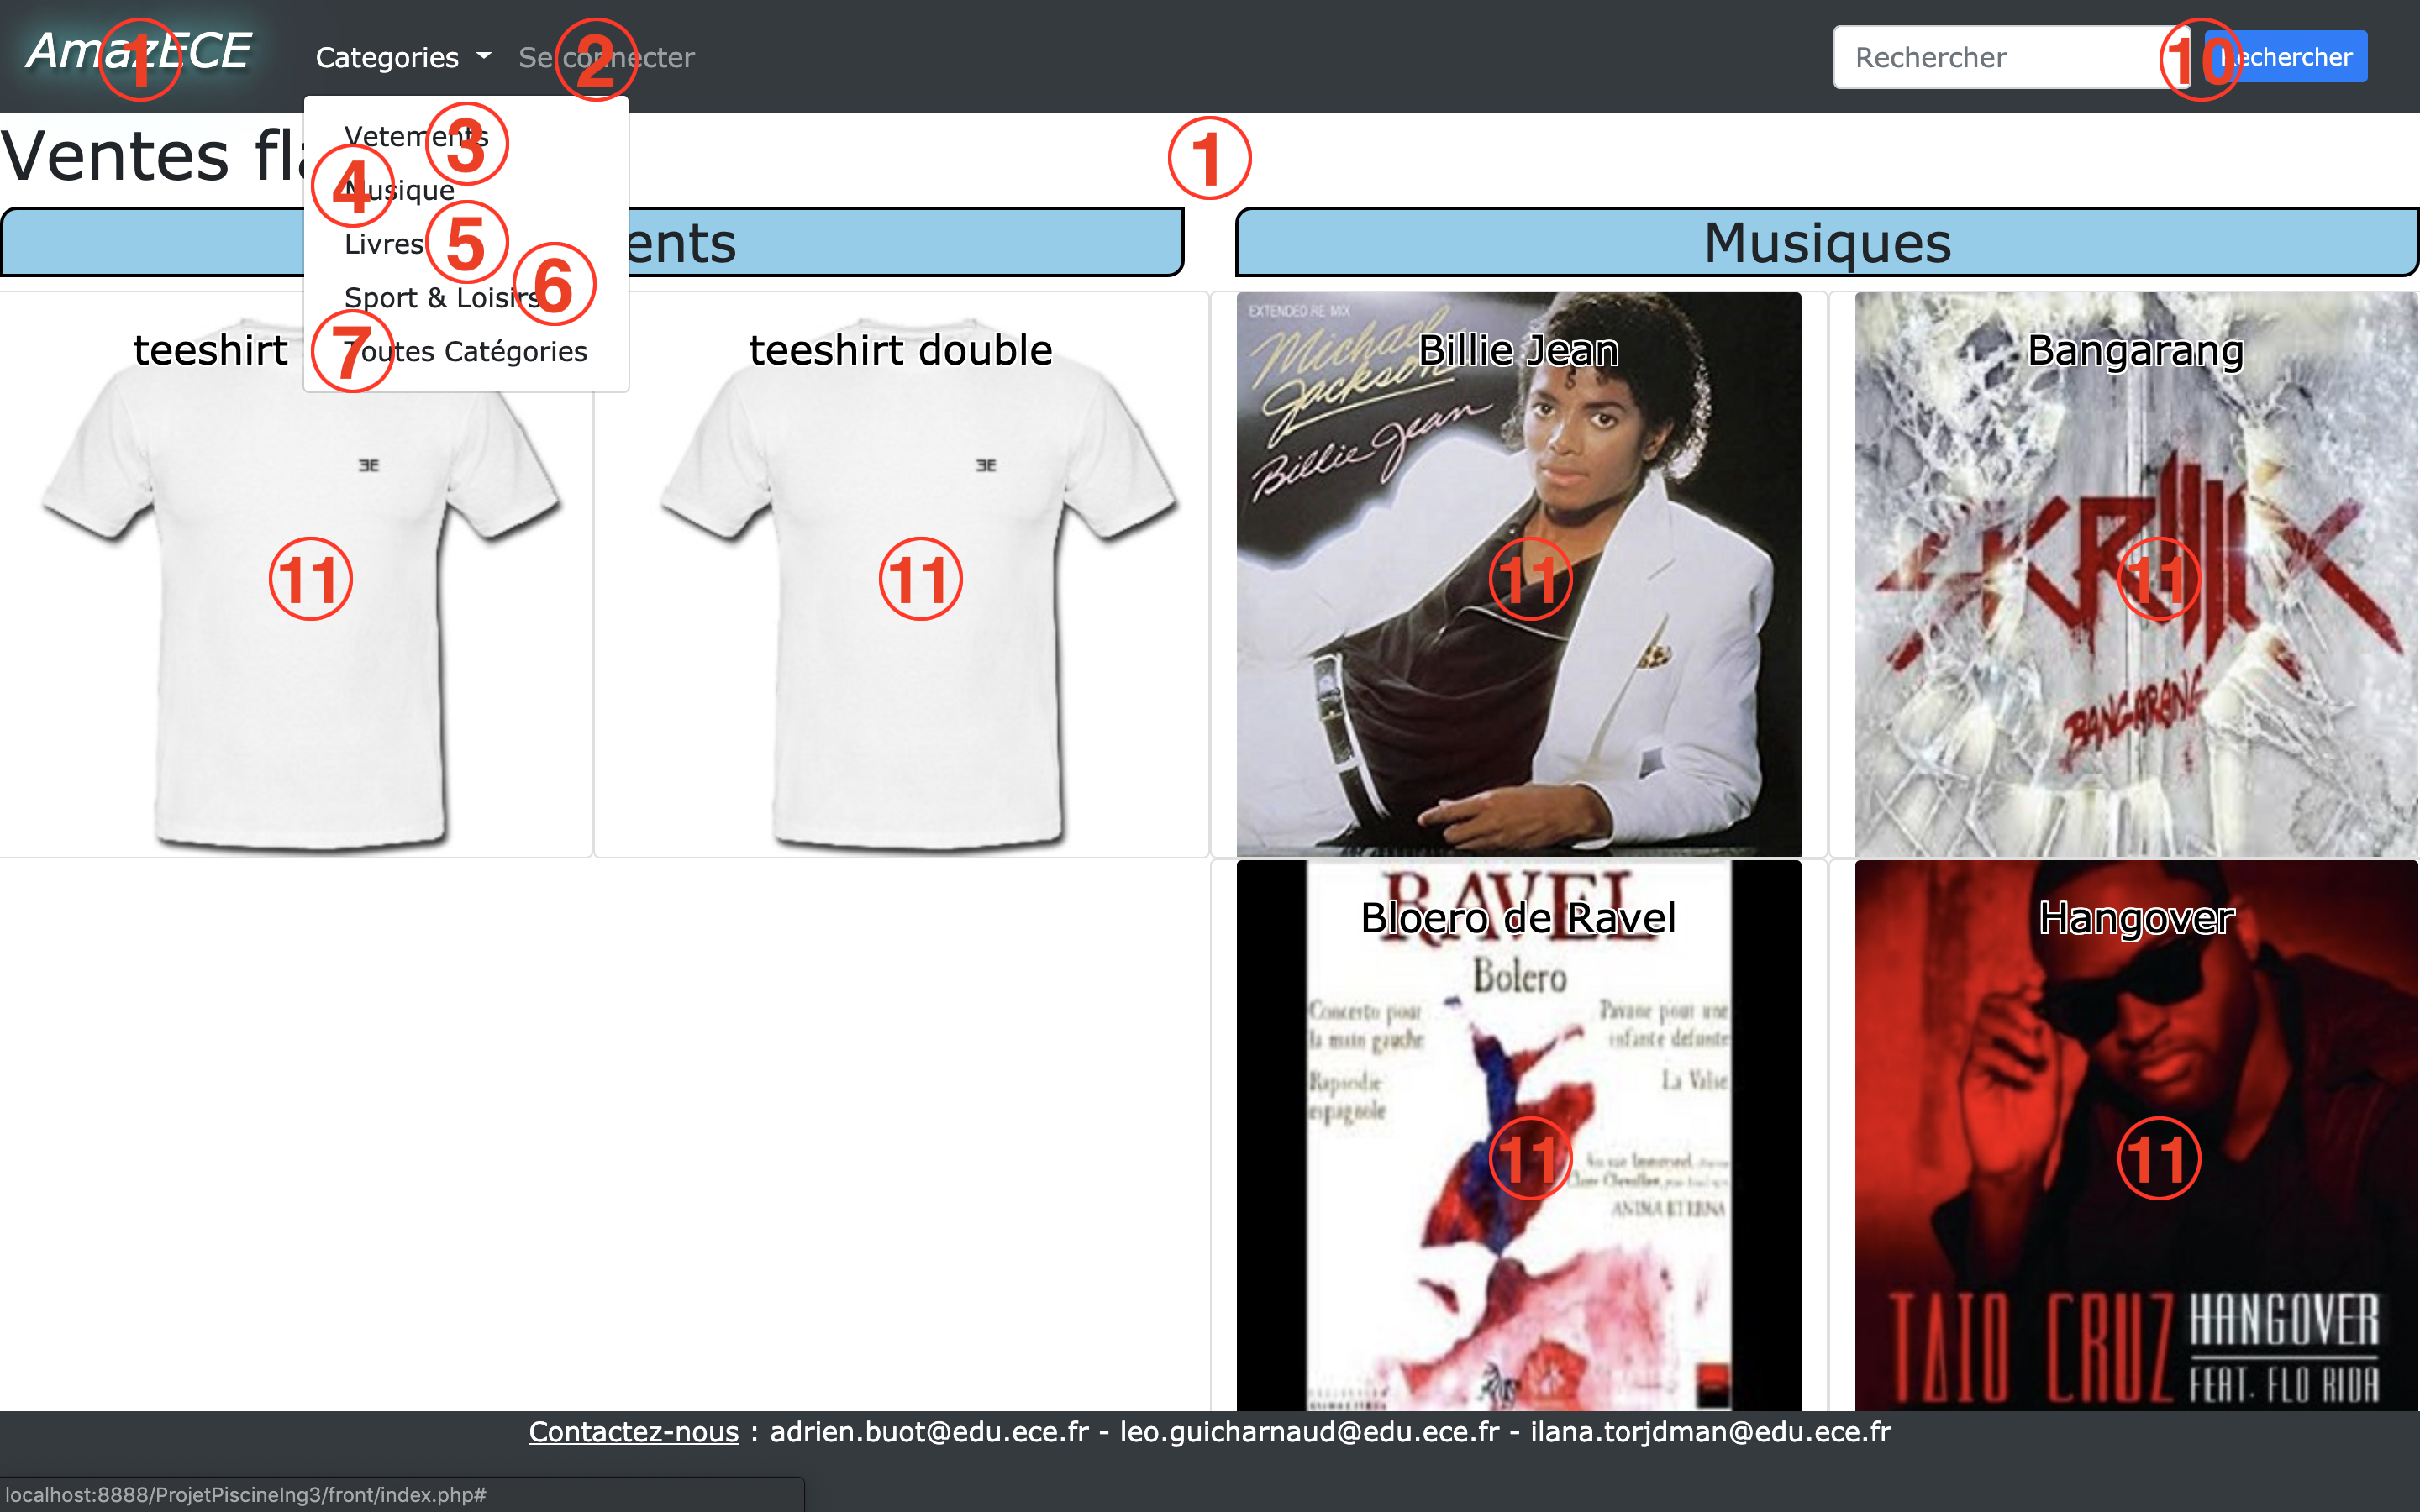 AmazECE
1
Categories
Se connecter
2
Rechercher
10
Rechercher
Ventes fla
1
Vetements
3
Musique
4
Livres
5
Sport & Loisirs
6
Toutes Catégories
7
ents
Musiques
teeshirt
ƎE
11
teeshirt double
ƎE
11
EXTENDED RE-MIX
Michael
Jackson
Billie Jean
Billie Jean
11
Bangarang
SKRILLEX
11
BANGARANG
RAVEL
Bloero de Ravel
Bolero
Concerto pour
la main gauche
Pavane pour une
infante défunte
Rapsodie
espagnole
La Valse
11
ANIMA ETERNA
Hangover
11
TAIO CRUZ
HANGOVER
FEAT. FLO RIDA
Contactez-nous : adrien.buot@edu.ece.fr - leo.guicharnaud@edu.ece.fr - ilana.torjdman@edu.ece.fr
localhost:8888/ProjetPiscineIng3/front/index.php#